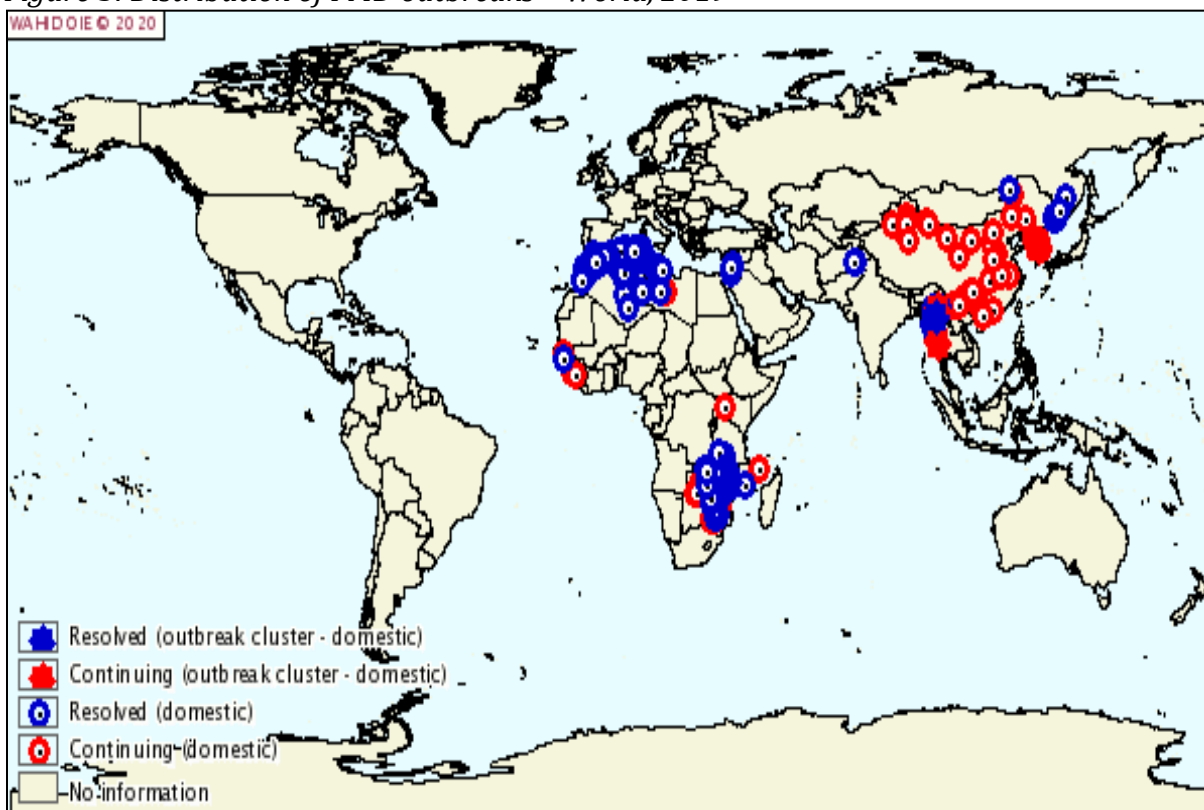 WAHIDOIE © 2020
Resolved (outbreak cluster - domestic)
Continuing (outbreak cluster - domestic)
Resolved (domestic)
Continuing (domestic)
No information